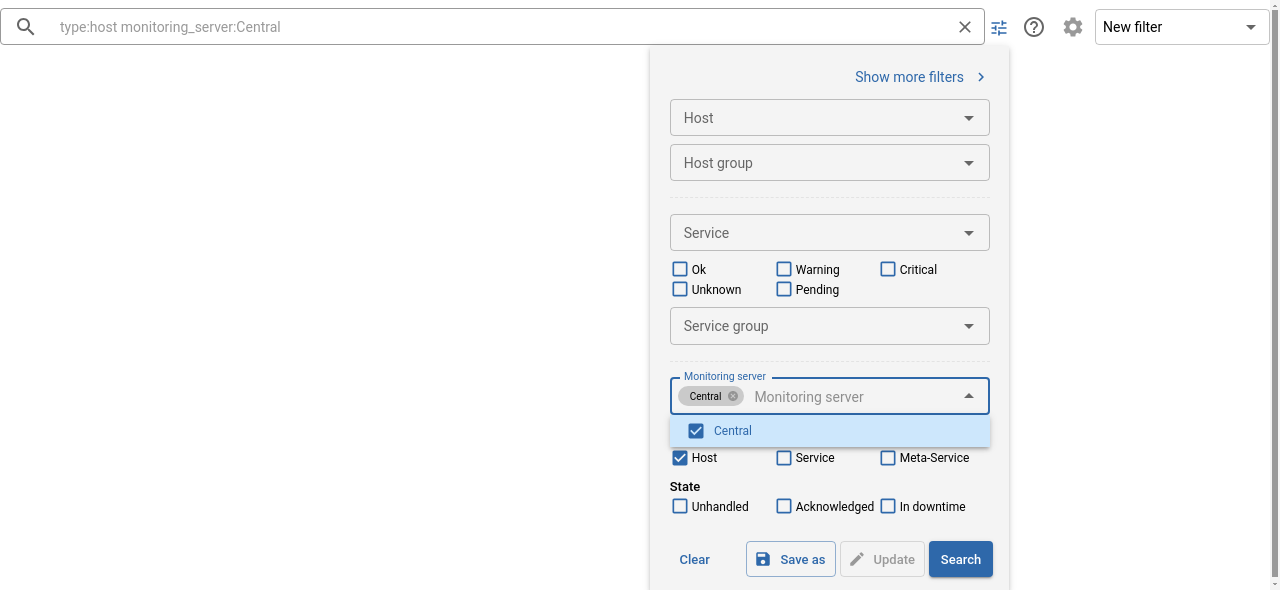 type:host monitoring_server:Central
New filter
Show more filters
Host
Host group
Service
Ok Warning Critical
Unknown Pending
Service group
Monitoring server
Central Monitoring server
Central
Host Service Meta-Service
State
Unhandled Acknowledged In downtime
Clear Save as Update Search